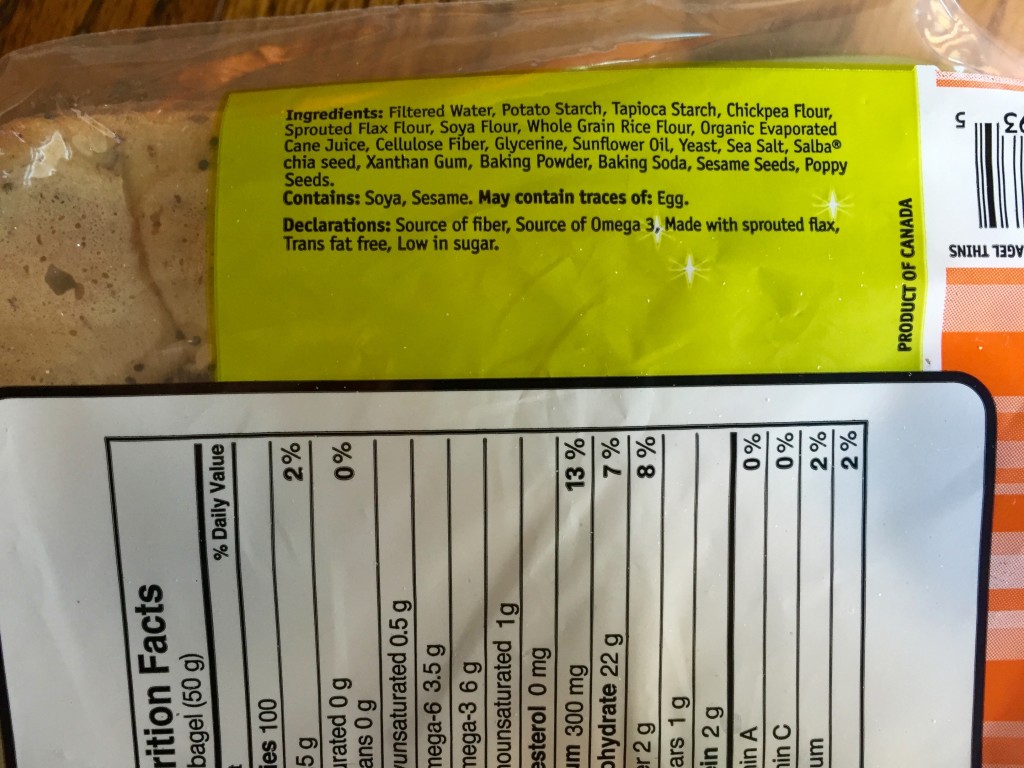 Ingredients: Filtered Water, Potato Starch, Tapioca Starch, Chickpea Flour,
Sprouted Flax Flour, Soya Flour, Whole Grain Rice Flour, Organic Evaporated
Cane Juice, Cellulose Fiber, Glycerine, Sunflower Oil, Yeast, Sea Salt, Salba®
chia seed, Xanthan Gum, Baking Powder, Baking Soda, Sesame Seeds, Poppy
Seeds.
Contains: Soya, Sesame. May contain traces of: Egg.
Declarations: Source of fiber, Source of Omega 3, Made with sprouted flax,
Trans fat free, Low in sugar.
PRODUCT OF CANADA
93 5
AGEL THINS
rition Facts
bagel (50 g)
% Daily Value
ies 100
5 g 2%
urated 0 g 0%
ans 0 g
yunsaturated 0.5 g
mega-6 3.5 g
mega-3 6 g
nounsaturated 1g
esterol 0 mg
um 300 mg 13 %
ohydrate 22 g 7 %
r 2 g 8 %
ars 1 g
ein 2 g
in A 0%
in C 0%
um 2 %
2 %